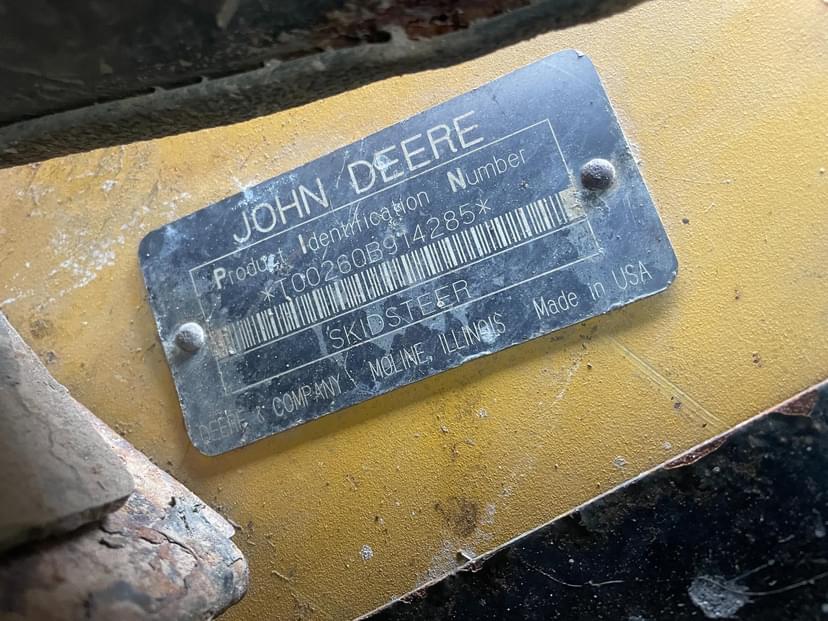 JOHN DEERE
Product Identification Number
*T00260B914285*
SKIDSTEER
DEERE & COMPANY MOLINE, ILLINOIS Made in USA